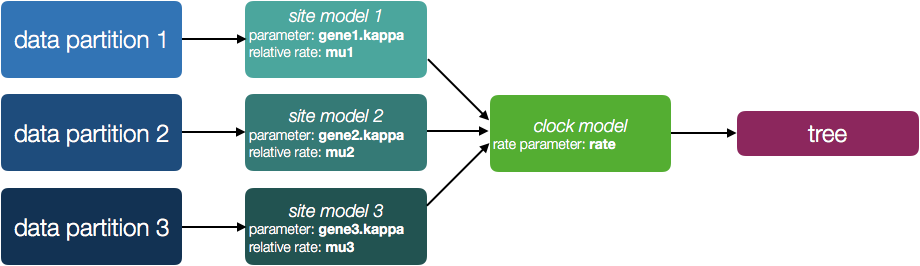 data partition 1
site model 1
parameter: gene1.kappa
relative rate: mu1
data partition 2
site model 2
parameter: gene2.kappa
relative rate: mu2
data partition 3
site model 3
parameter: gene3.kappa
relative rate: mu3
clock model
rate parameter: rate
tree